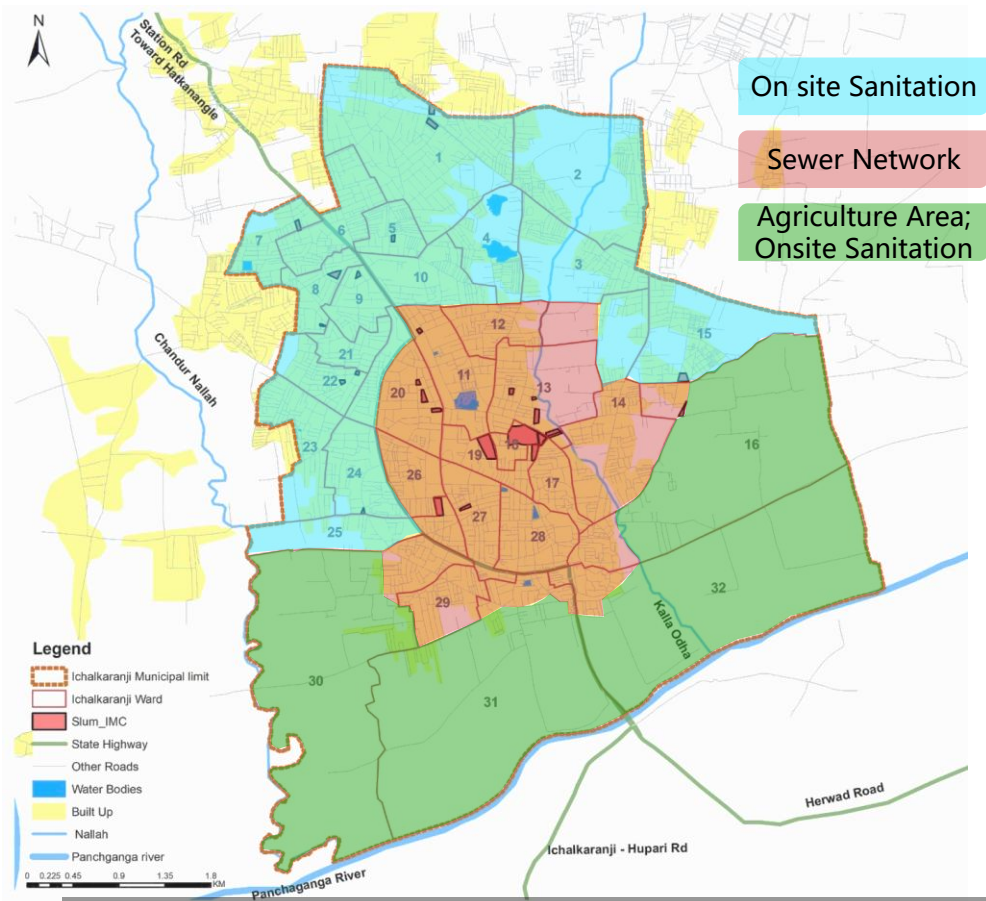 N
Station Rd
Toward Hatkanangle
On site Sanitation
Sewer Network
Agriculture Area;
Onsite Sanitation
1
2
3
4
5
6
7
8
9
10
11
12
13
14
15
16
17
18
19
20
21
22
23
24
25
26
27
28
29
30
31
32
Chandur Nallah
Kalla Odha
Legend
Ichalkaranji Municipal limit
Ichalkaranji Ward
Slum_IMC
State Highway
Other Roads
Water Bodies
Built Up
Nallah
Panchganga river
0 0.225 0.45 0.9 1.35 1.8
KM
Panchaganga River
Ichalkaranji - Hupari Rd
Herwad Road